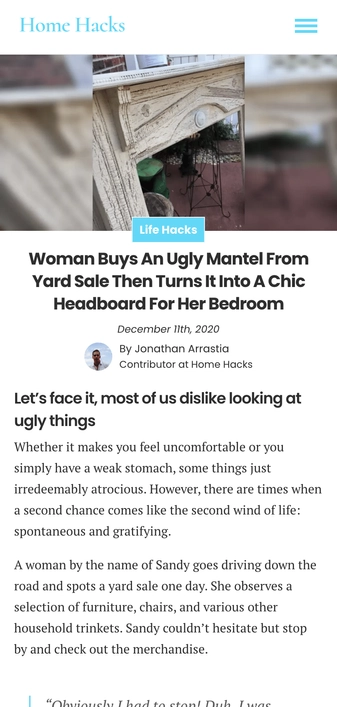 Home Hacks
Life Hacks
Woman Buys An Ugly Mantel From
Yard Sale Then Turns It Into A Chic
Headboard For Her Bedroom
December 11th, 2020
By Jonathan Arrastia
Contributor at Home Hacks
Let’s face it, most of us dislike looking at
ugly things
Whether it makes you feel uncomfortable or you
simply have a weak stomach, some things just
irredeemably atrocious. However, there are times when
a second chance comes like the second wind of life:
spontaneous and gratifying.
A woman by the name of Sandy goes driving down the
road and spots a yard sale one day. She observes a
selection of furniture, chairs, and various other
household trinkets. Sandy couldn’t hesitate but stop
by and check out the merchandise.
“Obviously I had to stop! Duh, I was